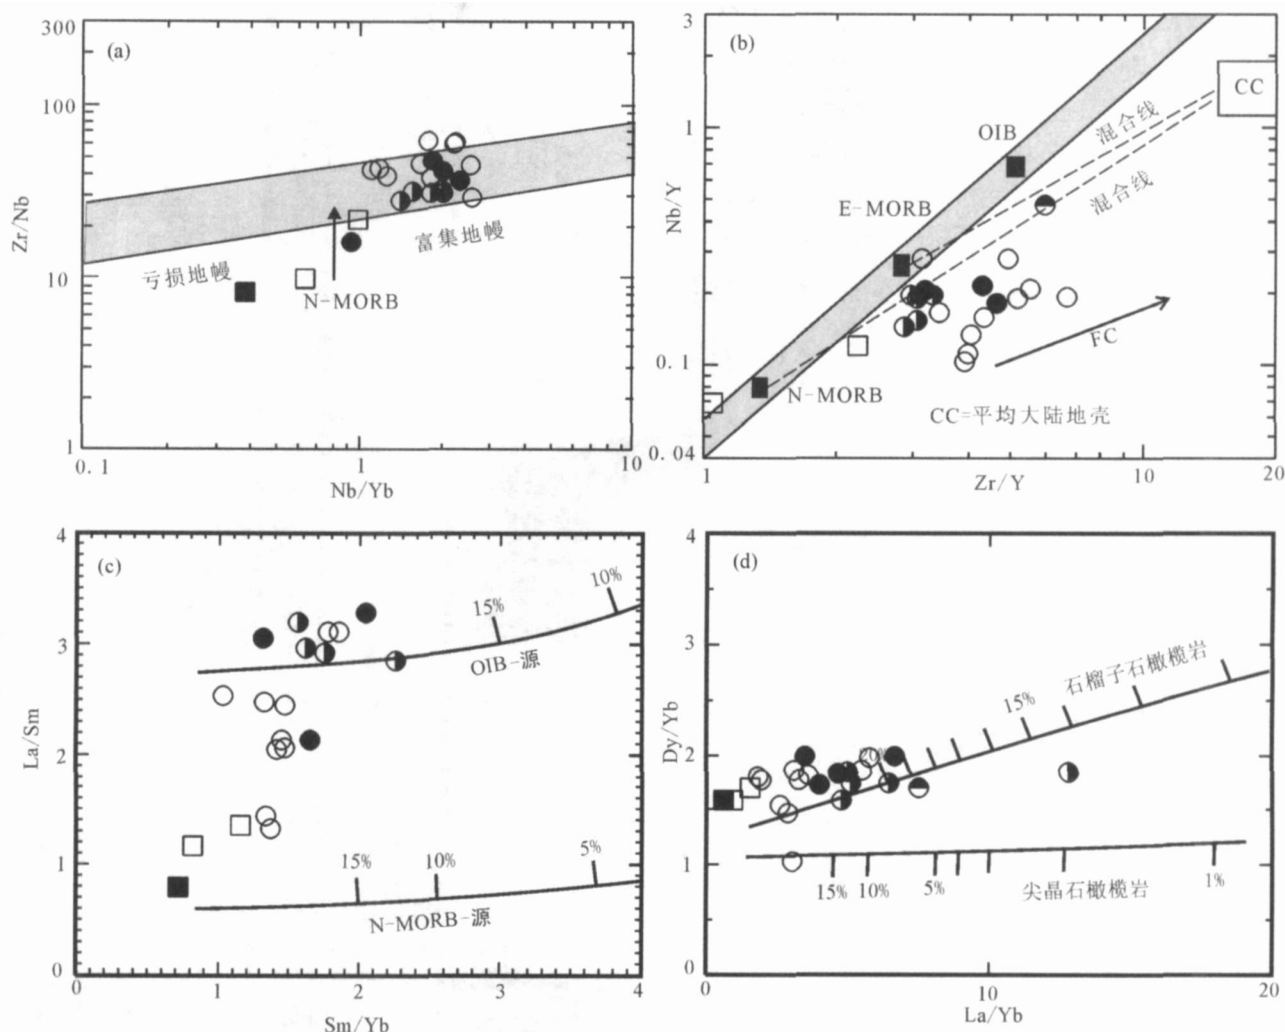 300
(a)
100
10
1
0.1
1
10
Zr/Nb
Nb/Yb
亏损地幔
富集地幔
N-MORB
3
(b)
1
0.1
0.04
1
10
20
Nb/Y
Zr/Y
CC
OIB
混合线
混合线
E-MORB
N-MORB
FC
CC=平均大陆地壳
4
(c)
3
2
1
0
0
1
2
3
4
La/Sm
Sm/Yb
10%
15%
OIB-源
15%
10%
5%
N-MORB-源
4
(d)
3
2
1
0
0
10
20
Dy/Yb
La/Yb
石榴子石橄榄岩
15%
20%
15%
10%
5%
1%
尖晶石橄榄岩